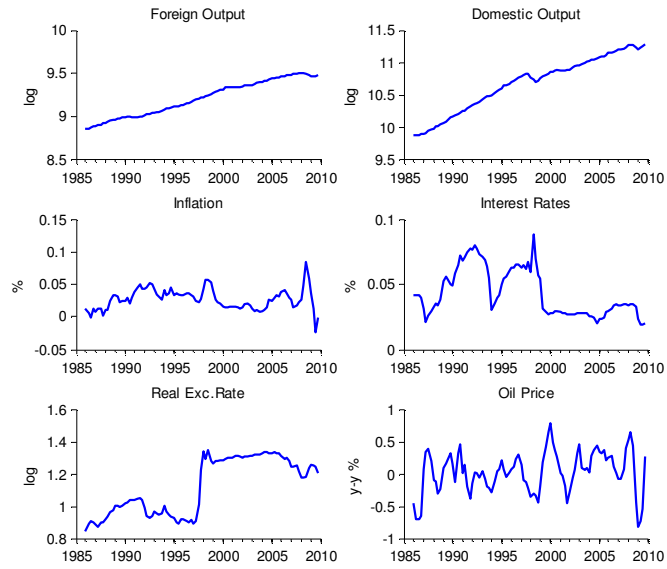 Foreign Output
Domestic Output
10
9.5
9
8.5
log
1985 1990 1995 2000 2005 2010
11.5
11
10.5
10
9.5
log
1985 1990 1995 2000 2005 2010
Inflation
Interest Rates
0.15
0.1
0.05
0
-0.05
%
1985 1990 1995 2000 2005 2010
0.1
0.05
0
%
1985 1990 1995 2000 2005 2010
Real Exc.Rate
Oil Price
1.6
1.4
1.2
1
0.8
log
1985 1990 1995 2000 2005 2010
1
0.5
0
-0.5
-1
y-y %
1985 1990 1995 2000 2005 2010